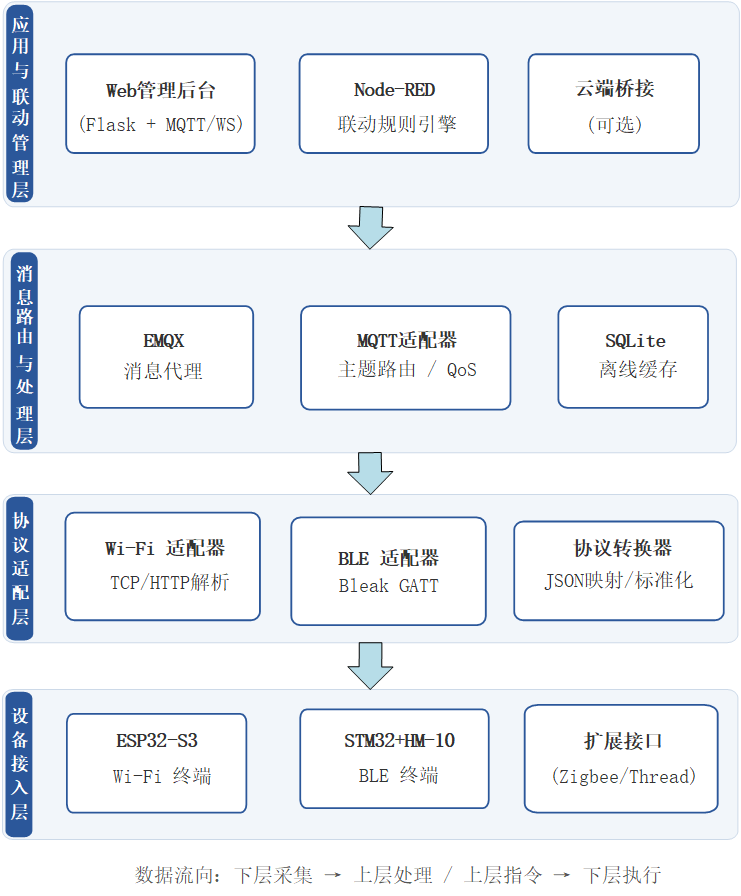 应用与联动管理层
Web管理后台
(Flask + MQTT/WS)
Node-RED
联动规则引擎
云端桥接
(可选)
消息路由与处理层
EMQX
消息代理
MQTT适配器
主题路由 / QoS
SQLite
离线缓存
协议适配层
Wi-Fi 适配器
TCP/HTTP解析
BLE 适配器
Bleak GATT
协议转换器
JSON映射/标准化
设备接入层
ESP32-S3
Wi-Fi 终端
STM32+HM-10
BLE 终端
扩展接口
(Zigbee/Thread)
数据流向: 下层采集 → 上层处理 / 上层指令 → 下层执行